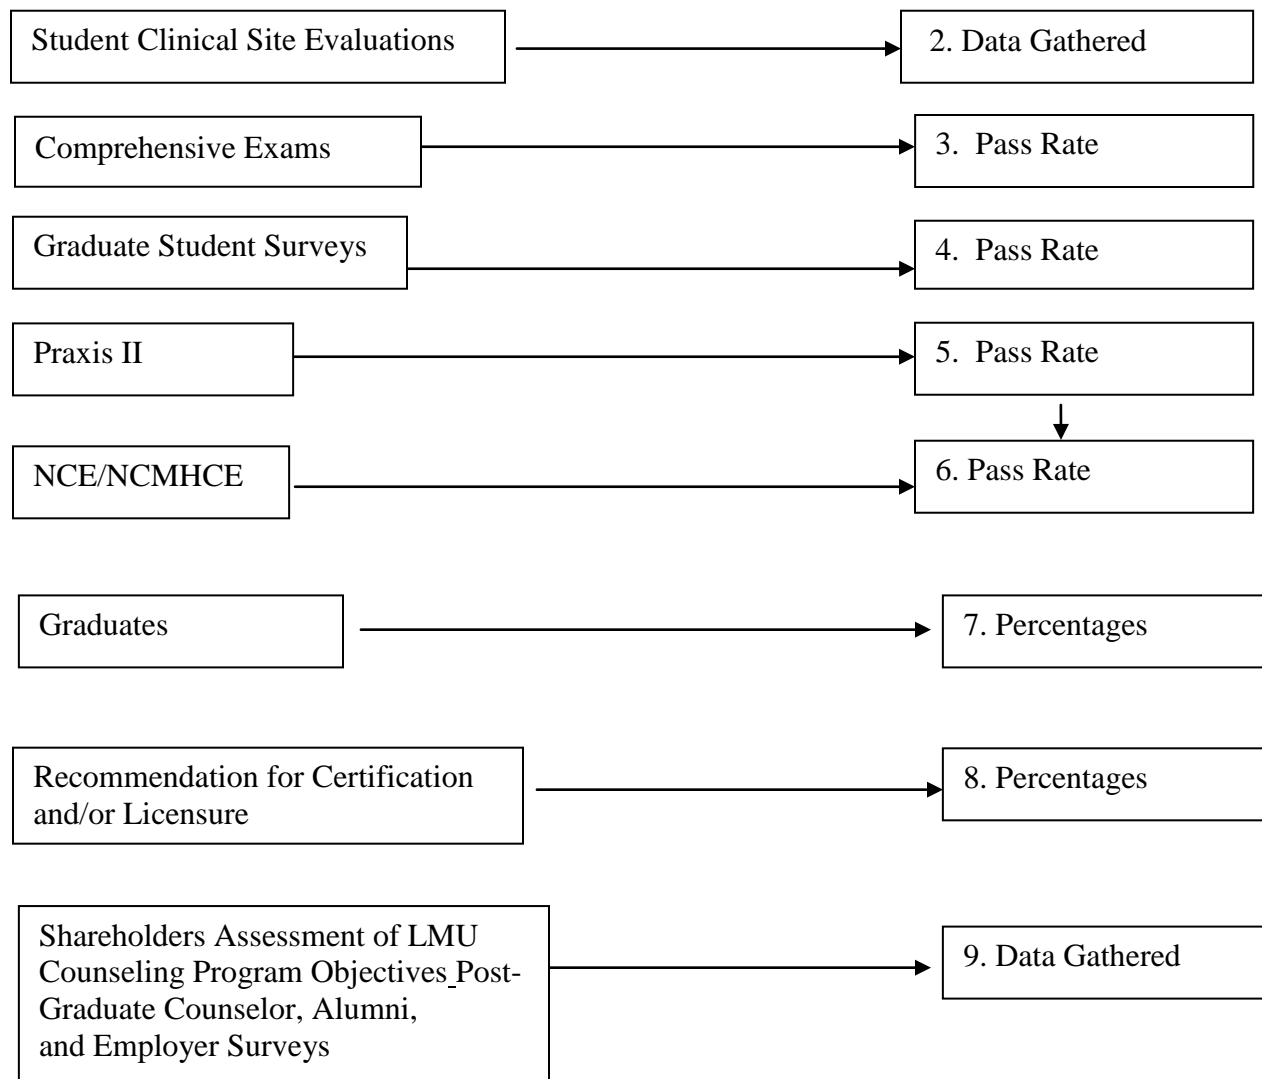 Student Clinical Site Evaluations
2. Data Gathered
Comprehensive Exams
3. Pass Rate
Graduate Student Surveys
4. Pass Rate
Praxis II
5. Pass Rate
NCE/NCMHCE
6. Pass Rate
Graduates
7. Percentages
Recommendation for Certification
and/or Licensure
8. Percentages
Shareholders Assessment of LMU
Counseling Program Objectives Post-
Graduate Counselor, Alumni,
and Employer Surveys
9. Data Gathered